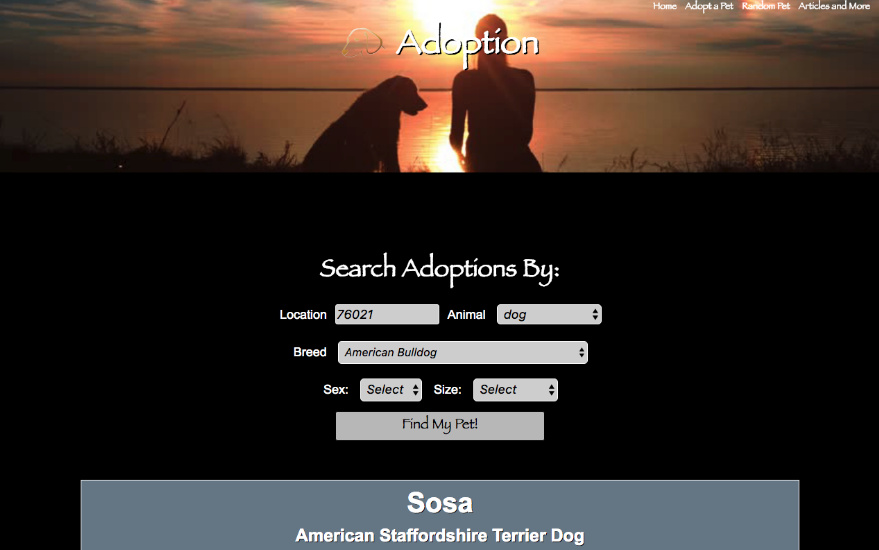 Home Adopt a Pet Random Pet Articles and More
Adoption
Search Adoptions By:
Location 76021 Animal dog
Breed American Bulldog
Sex: Select Size: Select
Find My Pet!
Sosa
American Staffordshire Terrier Dog